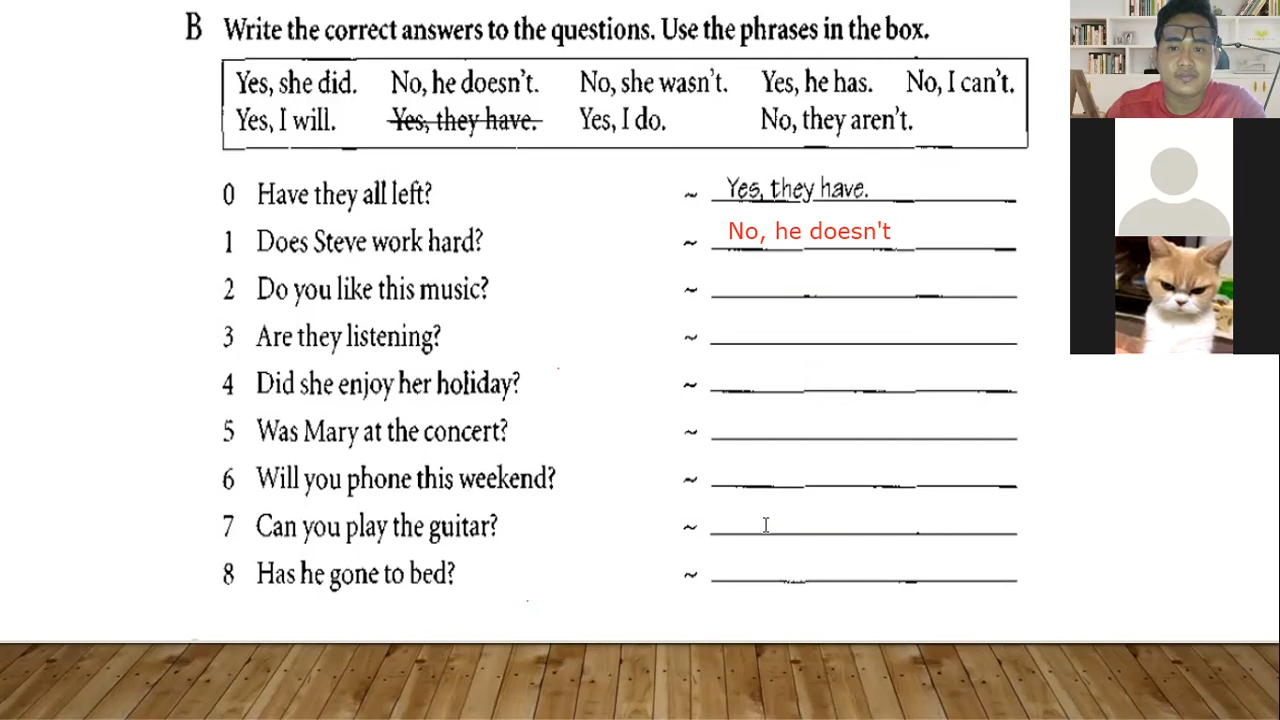 B Write the correct answers to the questions. Use the phrases in the box.
Yes, she did. No, he doesn't. No, she wasn't. Yes, he has. No, I can't.
Yes, I will. Yes, they have. Yes, I do. No, they aren't.
0 Have they all left? ~ Yes, they have.
1 Does Steve work hard? ~ No, he doesn't
2 Do you like this music? ~
3 Are they listening? ~
4 Did she enjoy her holiday? ~
5 Was Mary at the concert? ~
6 Will you phone this weekend? ~
7 Can you play the guitar? ~
8 Has he gone to bed? ~